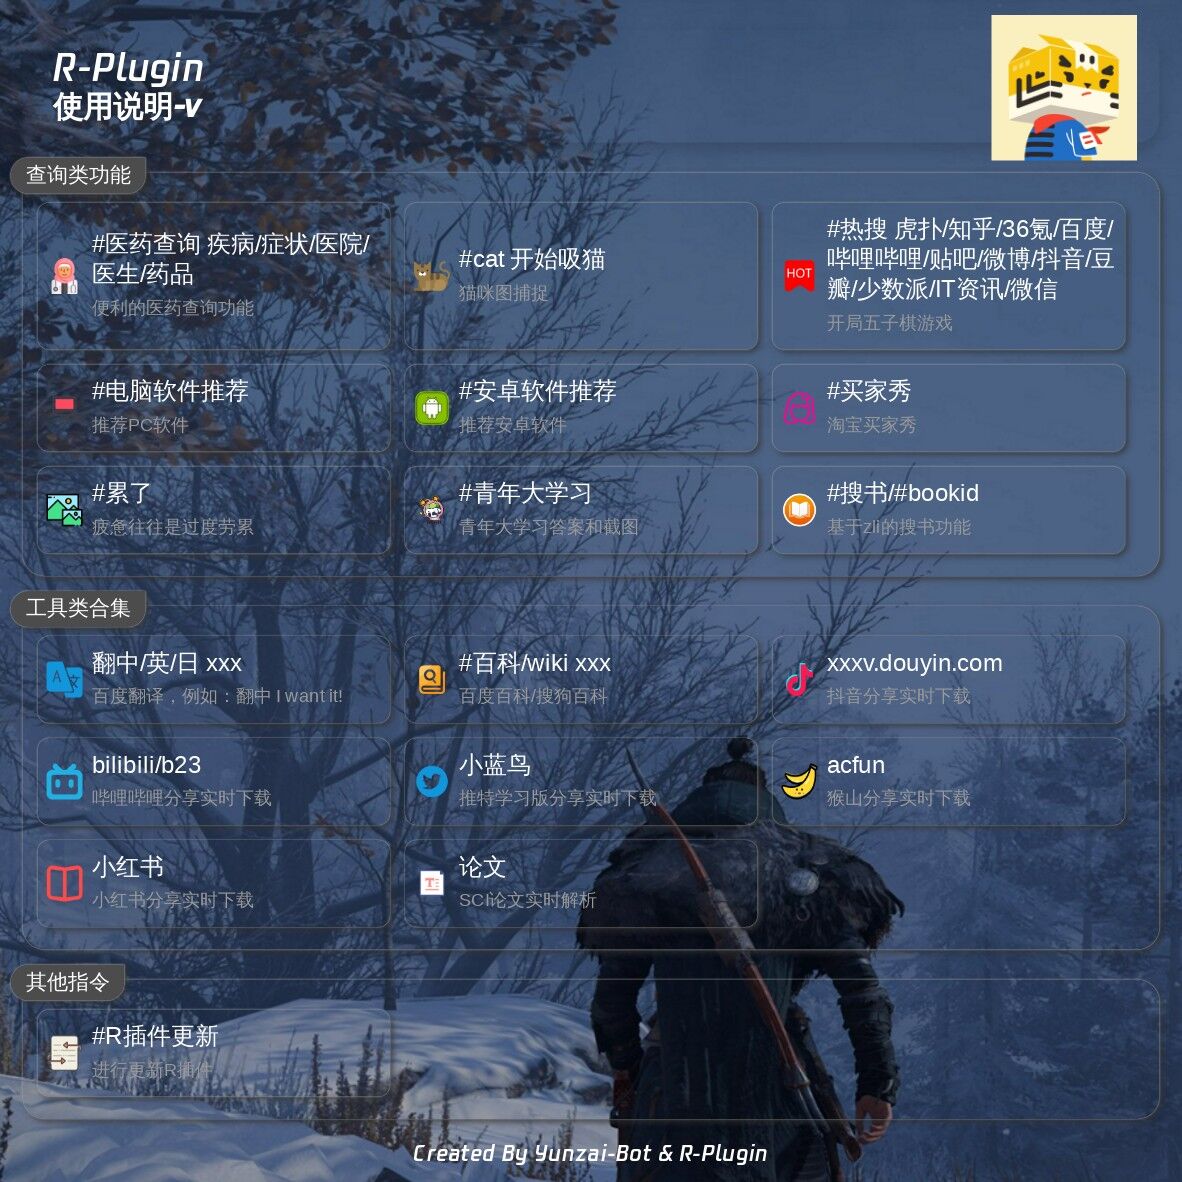 R-Plugin
使用说明-v
查询类功能
#医药查询 疾病/症状/医院/
医生/药品
便利的医药查询功能
#cat 开始吸猫
猫咪图捕捉
HOT
#热搜 虎扑/知乎/36氪/百度/
哔哩哔哩/贴吧/微博/抖音/豆
瓣/少数派/IT资讯/微信
开局五子棋游戏
#电脑软件推荐
推荐PC软件
#安卓软件推荐
推荐安卓软件
#买家秀
淘宝买家秀
#累了
疲惫往往是过度劳累
#青年大学习
青年大学习答案和截图
#搜书/#bookid
基于zli的搜书功能
工具类合集
翻中/英/日 xxx
百度翻译，例如：翻中 I want it!
#百科/wiki xxx
百度百科/搜狗百科
xxxv.douyin.com
抖音分享实时下载
bilibili/b23
哔哩哔哩分享实时下载
小蓝鸟
推特学习版分享实时下载
acfun
猴山分享实时下载
小红书
小红书分享实时下载
论文
SCI论文实时解析
其他指令
#R插件更新
进行更新R插件
Created By Yunzai-Bot & R-Plugin